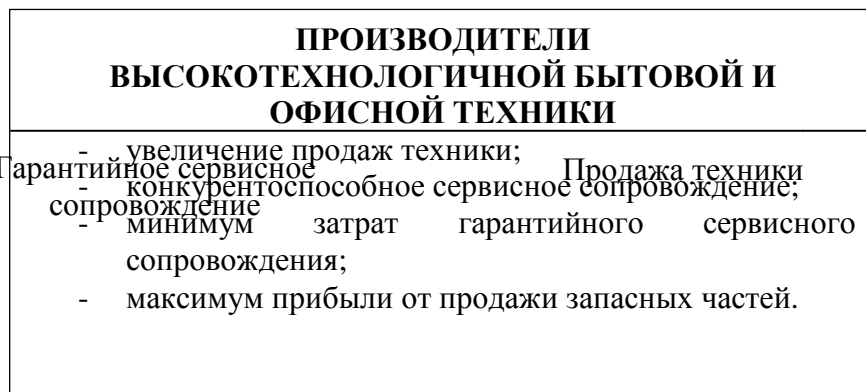 ПРОИЗВОДИТЕЛИ
ВЫСОКОТЕХНОЛОГИЧНОЙ БЫТОВОЙ И
ОФИСНОЙ ТЕХНИКИ
- увеличение продаж техники;
Гарантийное сервисное
сопровождение
Продажа техники
- конкурентоспособное сервисное сопровождение;
- минимум затрат гарантийного сервисного
сопровождения;
- максимум прибыли от продажи запасных частей.